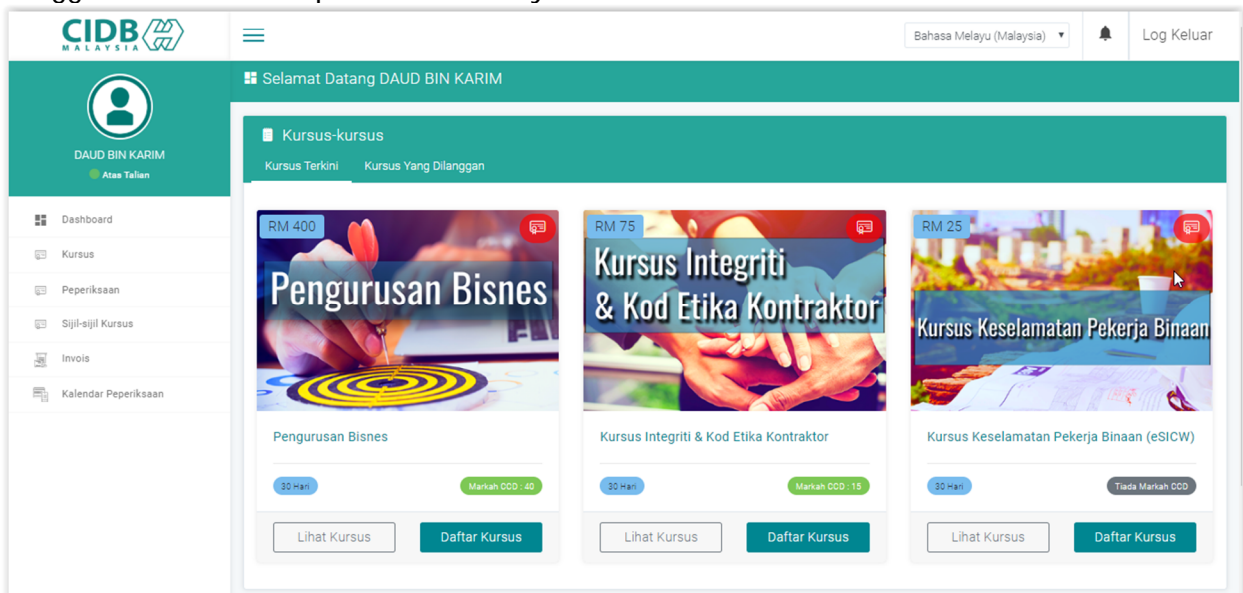 CIDB
MALAYSIA
Bahasa Melayu (Malaysia)
Log Keluar
DAUD BIN KARIM
Atas Talian
Dashboard
Kursus
Peperiksaan
Sijil-sijil Kursus
Invois
Kalendar Peperiksaan
Selamat Datang DAUD BIN KARIM
Kursus-kursus
Kursus Terkini Kursus Yang Dilanggan
RM 400
Pengurusan Bisnes
Pengurusan Bisnes
30 Hari Markah CCD : 40
Lihat Kursus Daftar Kursus
RM 75
Kursus Integriti
& Kod Etika Kontraktor
Kursus Integriti & Kod Etika Kontraktor
30 Hari Markah CCD : 15
Lihat Kursus Daftar Kursus
RM 25
Kursus Keselamatan Pekerja Binaan
Kursus Keselamatan Pekerja Binaan (eSICW)
30 Hari Tiada Markah CCD
Lihat Kursus Daftar Kursus